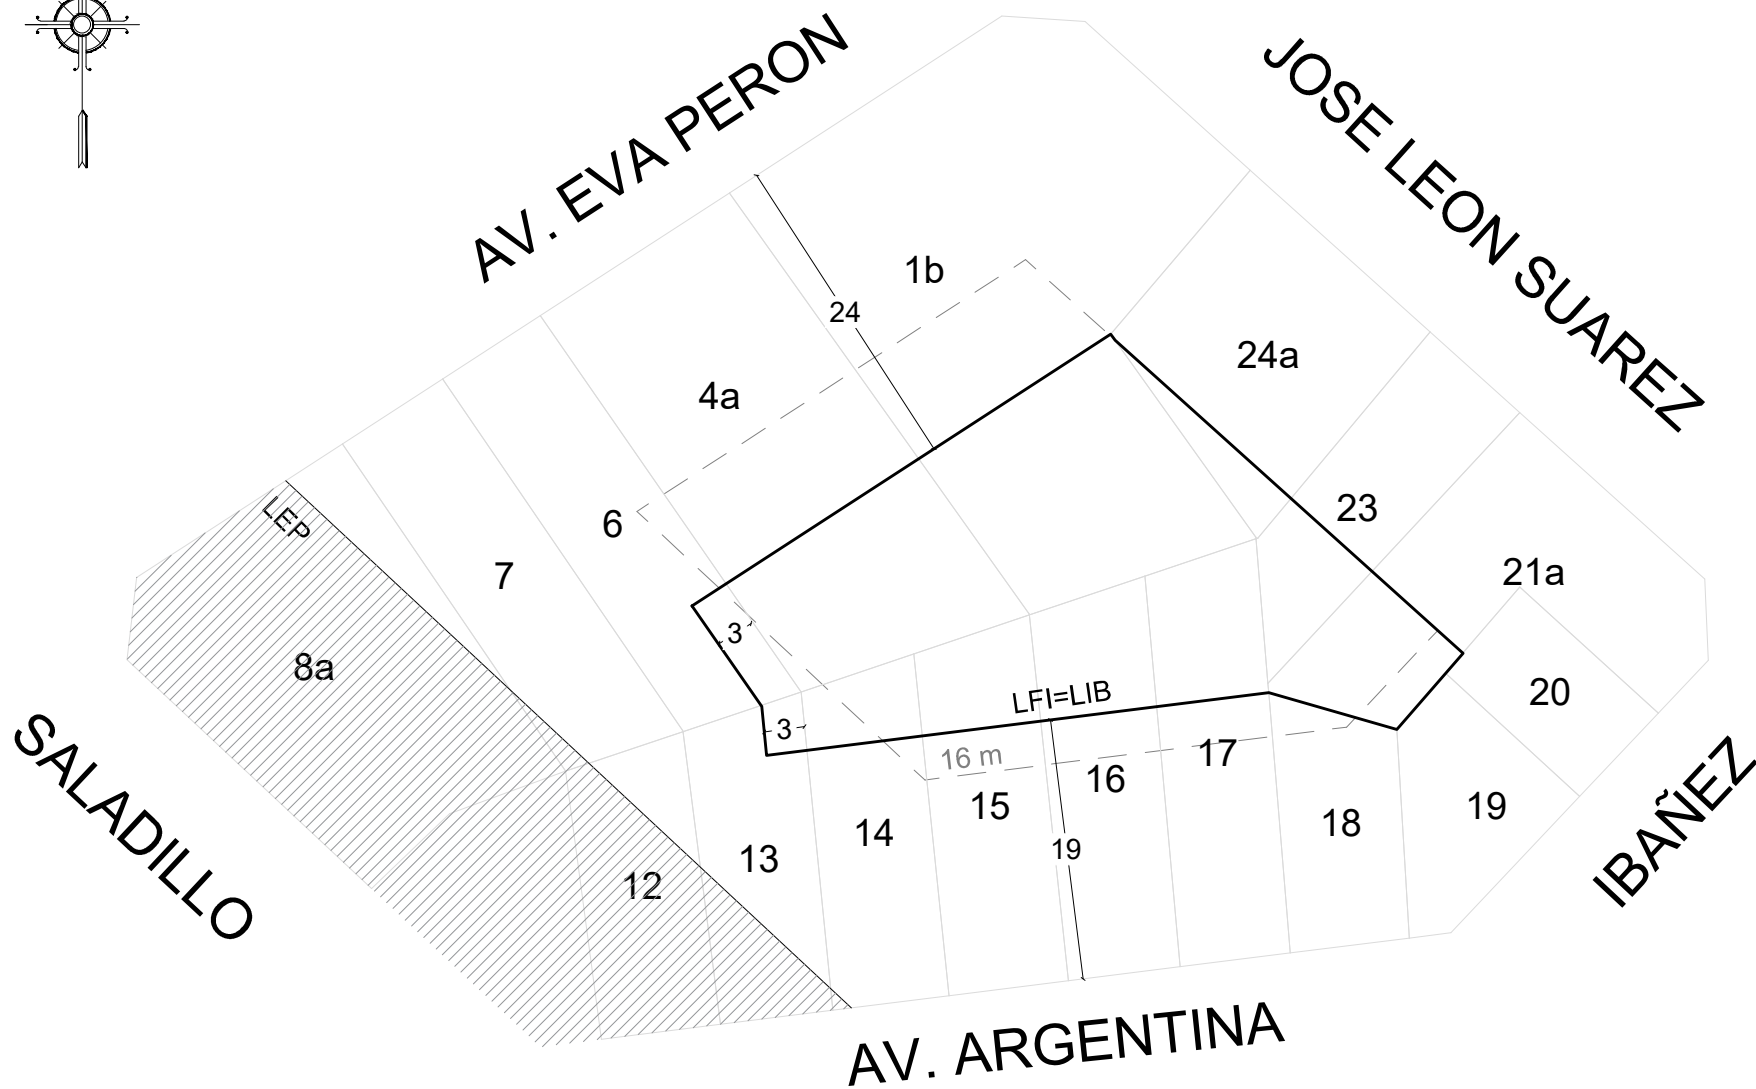 AV. EVA PERON
JOSE LEON SUAREZ
1b
24
24a
4a
LEP
6
23
7
21a
3
8a
LFI=LIB
20
3
16 m
17
16
15
19
14
18
19
13
12
SALADILLO
IBAÑEZ
AV. ARGENTINA